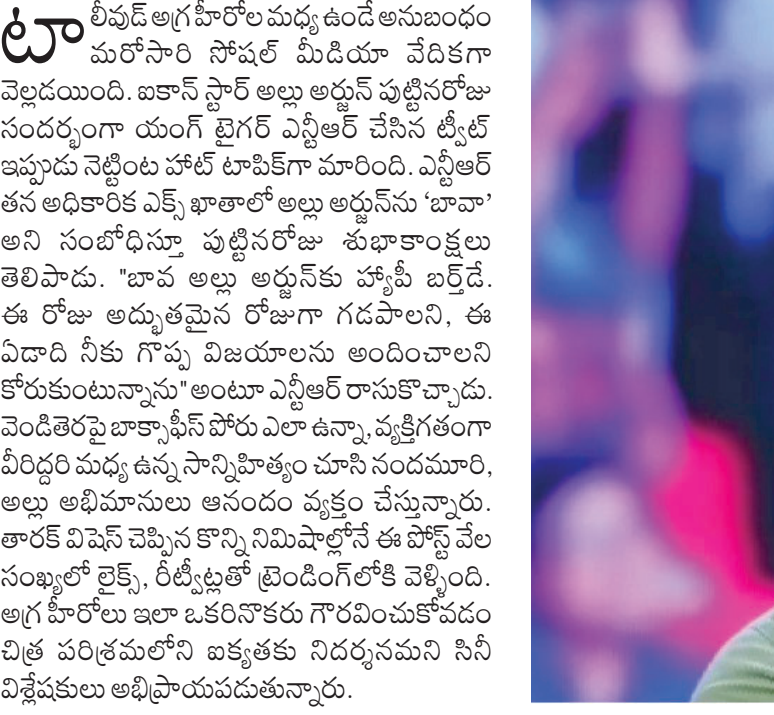 టాలీవుడ్ అగ్ర హీరోల మధ్య ఉండే అనుబంధం
మరోసారి సోషల్ మీడియా వేదికగా
వెల్లడయింది. ఐకాన్ స్టార్ అల్లు అర్జున్ పుట్టినరోజు
సందర్భంగా యంగ్ టైగర్ ఎన్టీఆర్ చేసిన ట్వీట్
ఇప్పుడు నెట్టింట హాట్ టాపిక్‌గా మారింది. ఎన్టీఆర్
తన అధికారిక ఎక్స్ ఖాతాలో అల్లు అర్జున్‌ను ‘బావా’
అని సంబోధిస్తూ పుట్టినరోజు శుభాకాంక్షలు
తెలిపాడు. "బావ అల్లు అర్జున్‌కు హ్యాపీ బర్త్‌డే.
ఈ రోజు అద్భుతమైన రోజుగా గడపాలని, ఈ
ఏడాది నీకు గొప్ప విజయాలను అందించాలని
కోరుకుంటున్నాను" అంటూ ఎన్టీఆర్ రాసుకొచ్చాడు.
వెండితెరపై బాక్సాఫీస్ పోరు ఎలా ఉన్నా, వ్యక్తిగతంగా
వీరిద్దరి మధ్య ఉన్న సాన్నిహిత్యం చూసి నందమూరి,
అల్లు అభిమానులు ఆనందం వ్యక్తం చేస్తున్నారు.
తారక్ విషెస్ చెప్పిన కొన్ని నిమిషాల్లోనే ఈ పోస్ట్ వేల
సంఖ్యలో లైక్స్, రీట్వీట్లతో ట్రెండింగ్‌లోకి వెళ్ళింది.
అగ్ర హీరోలు ఇలా ఒకరినొకరు గౌరవించుకోవడం
చిత్ర పరిశ్రమలోని ఐక్యతకు నిదర్శనమని సినీ
విశ్లేషకులు అభిప్రాయపడుతున్నారు.